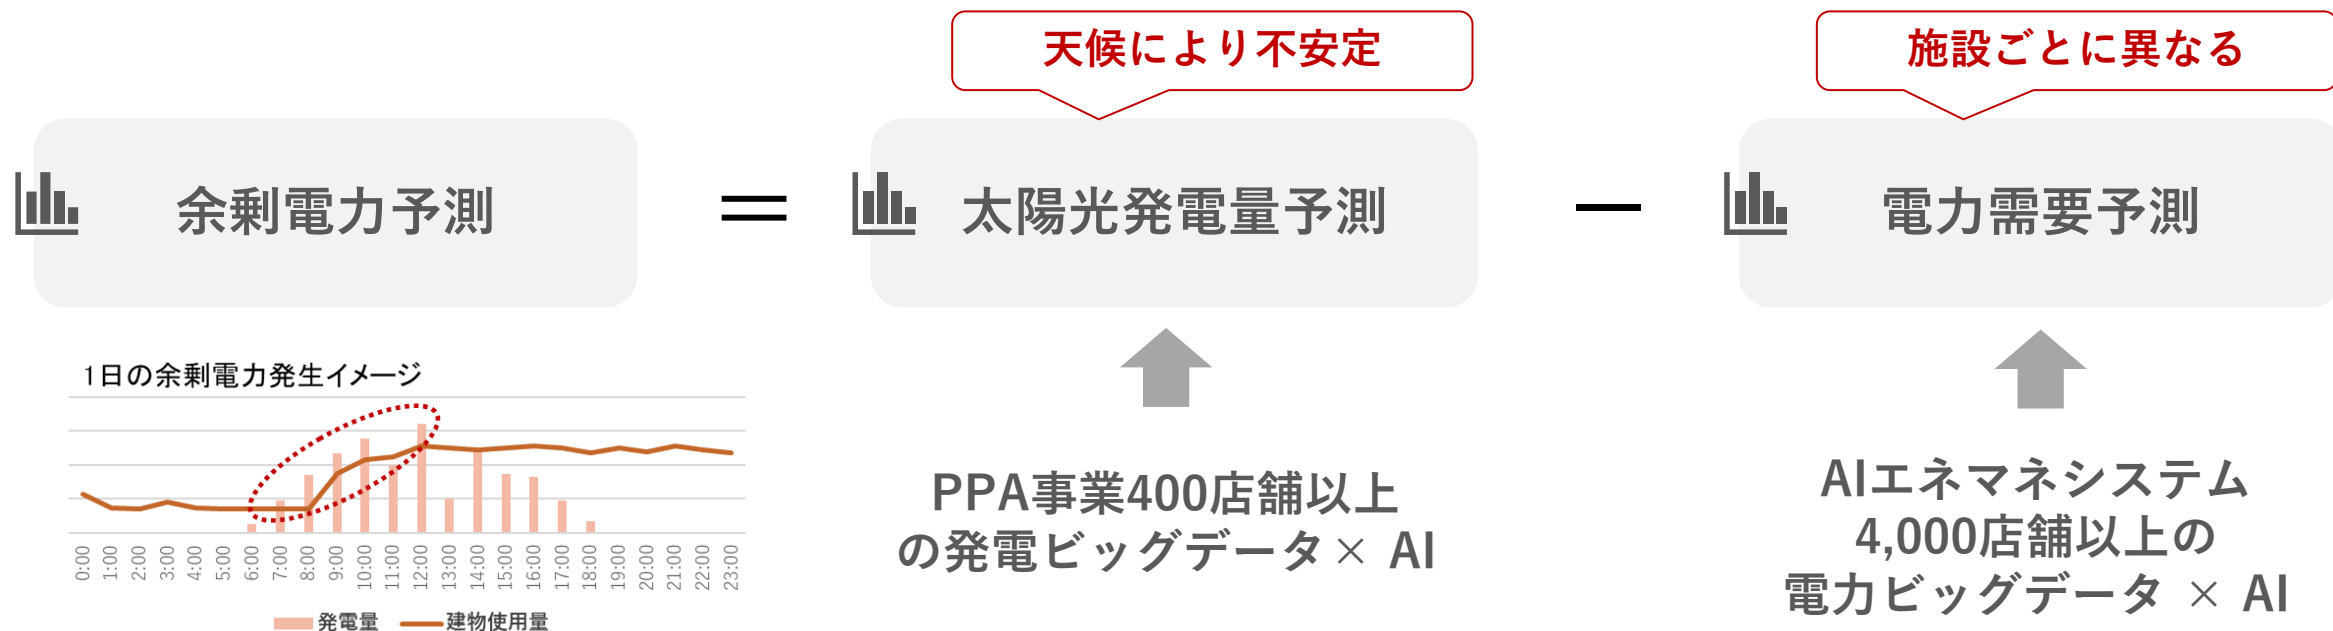 天候により不安定
施設ごとに異なる
余剰電力予測
=
太陽光発電量予測
ー
電力需要予測
1日の余剰電力発生イメージ
0:00
1:00
2:00
3:00
4:00
5:00
6:00
7:00
8:00
9:00
10:00
11:00
12:00
13:00
14:00
15:00
16:00
17:00
18:00
19:00
20:00
21:00
22:00
23:00
発電量
建物使用量
PPA事業400店舗以上
の発電ビッグデータ× AI
AIエネマネシステム
4,000店舗以上の
電力ビッグデータ × AI